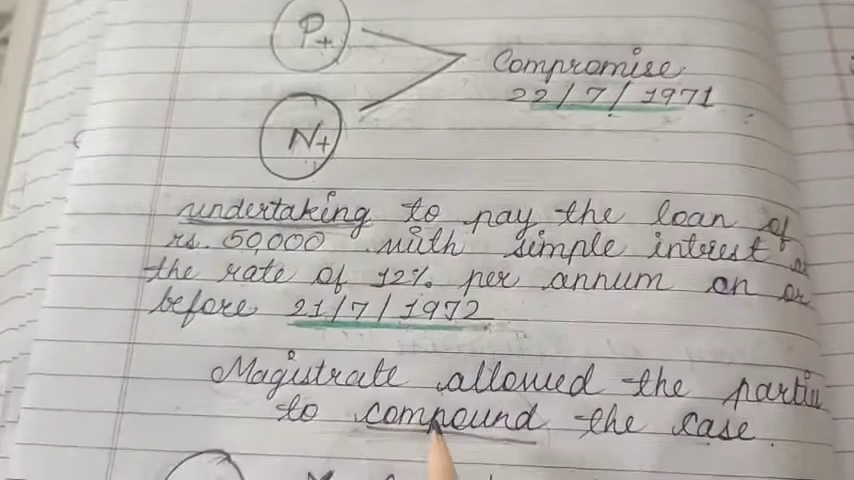 P+
Compromise
22/7/1971
N+
undertaking to pay the loan of
rs. 50,000 with simple interest
the rate of 12% per annum on or
before 21/7/1972
Magistrate allowed the partie
to compound the case.